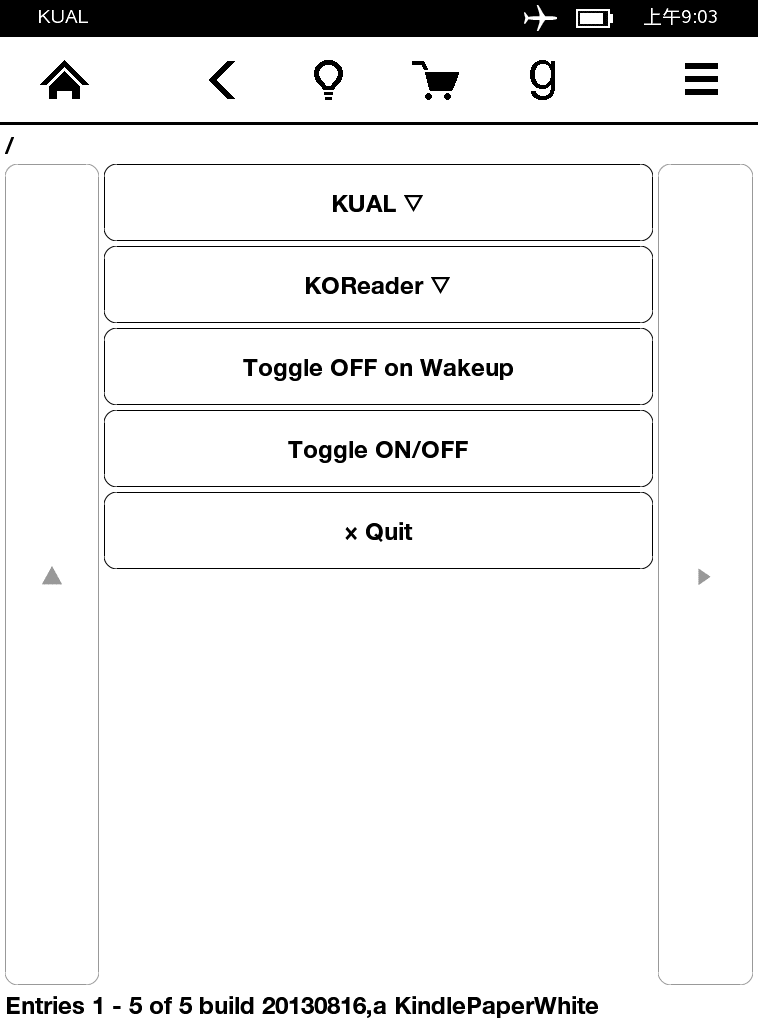 KUAL 上午9:03
g
/
KUAL ▽
KOReader ▽
Toggle OFF on Wakeup
Toggle ON/OFF
× Quit
Entries 1 - 5 of 5 build 20130816,a KindlePaperWhite